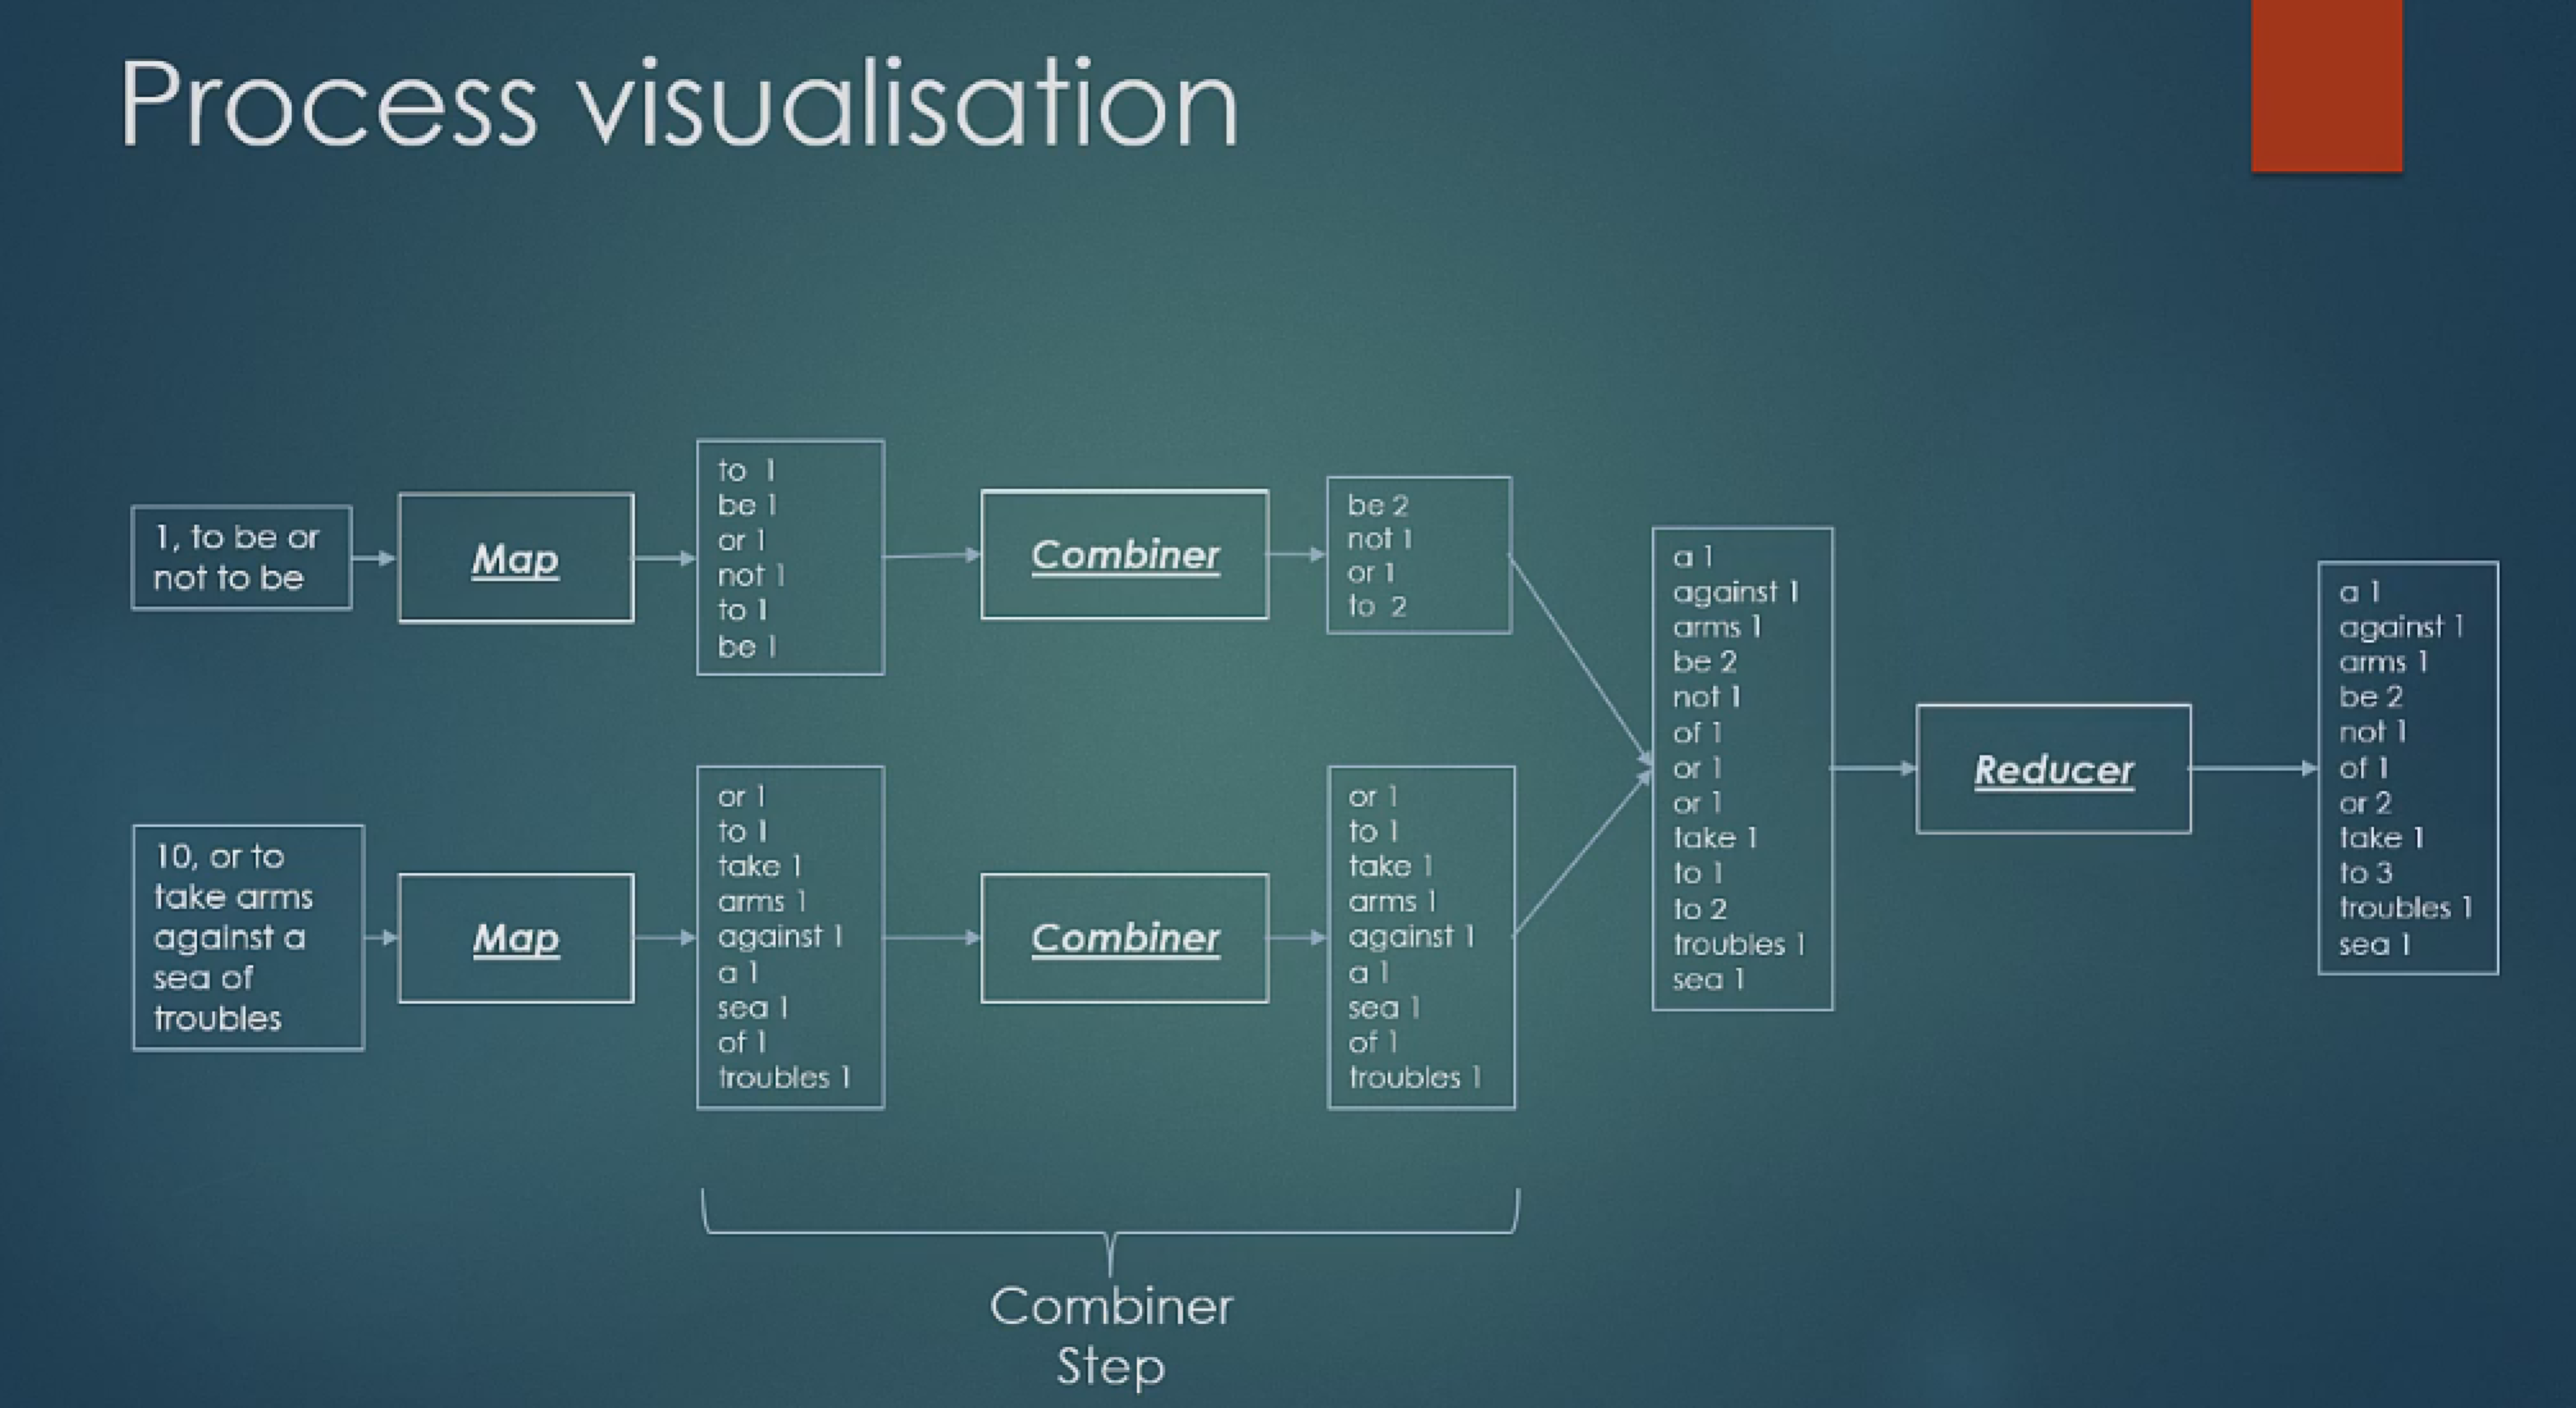 Process visualisation
1, to be or
not to be
Map
to 1
be 1
or 1
not 1
to 1
be 1
Combiner
be 2
not 1
or 1
to 2
10, or to
take arms
against a
sea of
troubles
Map
or 1
to 1
take 1
arms 1
against 1
a 1
sea 1
of 1
troubles 1
Combiner
or 1
to 1
take 1
arms 1
against 1
a 1
sea 1
of 1
troubles 1
a 1
against 1
arms 1
be 2
not 1
of 1
or 1
or 1
take 1
to 1
to 2
troubles 1
sea 1
Reducer
a 1
against 1
arms 1
be 2
not 1
of 1
or 2
take 1
to 3
troubles 1
sea 1
Combiner
Step